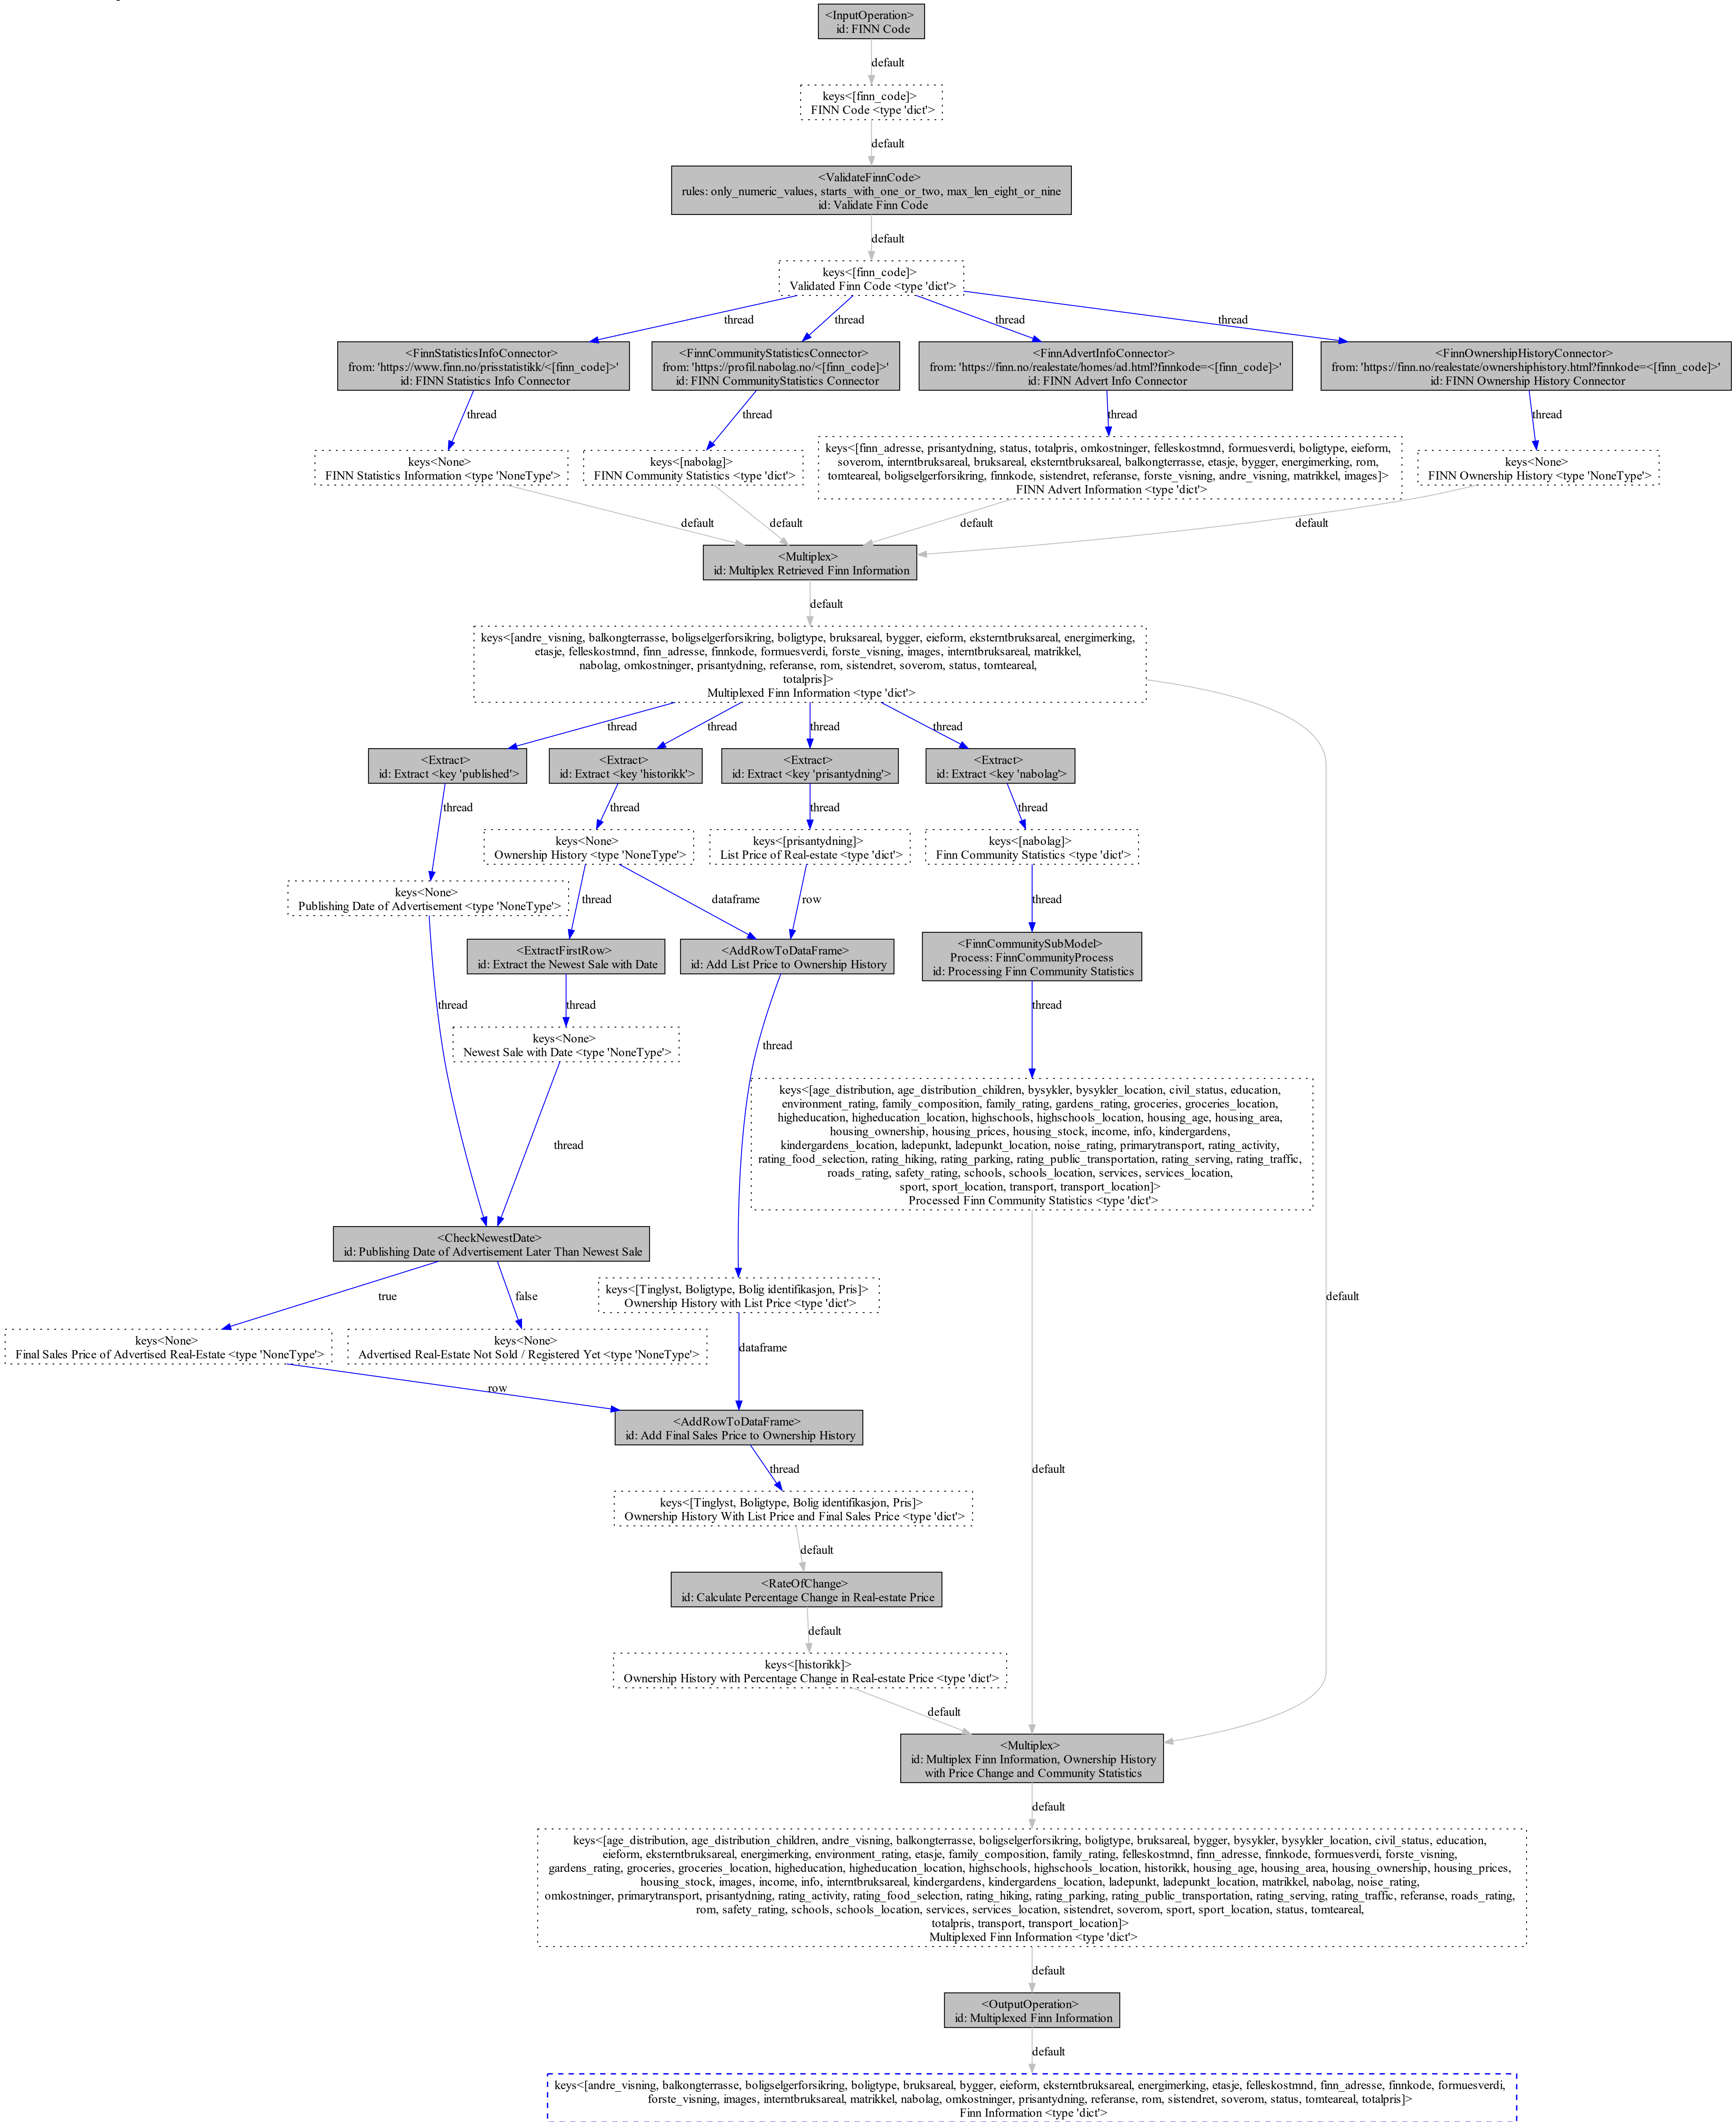 <InputOperation>
id: FINN Code
default
keys<[finn_code]>
FINN Code <type 'dict'>
default
<ValidateFinnCode>
rules: only_numeric_values, starts_with_one_or_two, max_len_eight_or_nine
id: Validate Finn Code
default
keys<[finn_code]>
Validated Finn Code <type 'dict'>
thread
thread
thread
thread
<FinnStatisticsInfoConnector>
from: 'https://www.finn.no/prisstatistikk/<[finn_code]>'
id: FINN Statistics Info Connector
<FinnCommunityStatisticsConnector>
from: 'https://profil.nabolag.no/<[finn_code]>'
id: FINN CommunityStatistics Connector
<FinnAdvertInfoConnector>
from: 'https://finn.no/realestate/homes/ad.html?finnkode=<[finn_code]>'
id: FINN Advert Info Connector
<FinnOwnershipHistoryConnector>
from: 'https://finn.no/realestate/ownershiphistory.html?finnkode=<[finn_code]>'
id: FINN Ownership History Connector
thread
thread
thread
thread
keys<None>
FINN Statistics Information <type 'NoneType'>
keys<[nabolag]>
FINN Community Statistics <type 'dict'>
keys<[finn_adresse, prisantydning, status, totalpris, omkostninger, felleskostmnd, formuesverdi, boligtype, eieform,
soverom, interntbruksareal, bruksareal, eksterntbruksareal, balkongterrasse, etasje, bygger, energimerking, rom,
tomteareal, boligselgerforsikring, finnkode, sistendret, referanse, forste_visning, andre_visning, matrikkel, images]>
FINN Advert Information <type 'dict'>
keys<None>
FINN Ownership History <type 'NoneType'>
default
default
default
default
<Multiplex>
id: Multiplex Retrieved Finn Information
default
keys<[andre_visning, balkongterrasse, boligselgerforsikring, boligtype, bruksareal, bygger, eieform, eksterntbruksareal, energimerking,
etasje, felleskostmnd, finn_adresse, finnkode, formuesverdi, forste_visning, images, interntbruksareal, matrikkel,
nabolag, omkostninger, prisantydning, referanse, rom, sistendret, soverom, status, tomteareal,
totalpris]>
Multiplexed Finn Information <type 'dict'>
thread
thread
thread
thread
<Extract>
id: Extract <key 'published'>
<Extract>
id: Extract <key 'historikk'>
<Extract>
id: Extract <key 'prisantydning'>
<Extract>
id: Extract <key 'nabolag'>
thread
thread
thread
thread
keys<None>
Ownership History <type 'NoneType'>
keys<[prisantydning]>
List Price of Real-estate <type 'dict'>
keys<[nabolag]>
Finn Community Statistics <type 'dict'>
keys<None>
Publishing Date of Advertisement <type 'NoneType'>
thread
dataframe
row
thread
<ExtractFirstRow>
id: Extract the Newest Sale with Date
<AddRowToDataFrame>
id: Add List Price to Ownership History
<FinnCommunitySubModel>
Process: FinnCommunityProcess
id: Processing Finn Community Statistics
thread
thread
thread
keys<None>
Newest Sale with Date <type 'NoneType'>
thread
keys<[age_distribution, age_distribution_children, bysykler, bysykler_location, civil_status, education,
environment_rating, family_composition, family_rating, gardens_rating, groceries, groceries_location,
higheducation, higheducation_location, highschools, highschools_location, housing_age, housing_area,
housing_ownership, housing_prices, housing_stock, income, info, kindergardens,
kindergardens_location, ladepunkt, ladepunkt_location, noise_rating, primarytransport, rating_activity,
rating_food_selection, rating_hiking, rating_parking, rating_public_transportation, rating_serving, rating_traffic,
roads_rating, safety_rating, schools, schools_location, services, services_location,
sport, sport_location, transport, transport_location]>
Processed Finn Community Statistics <type 'dict'>
thread
<CheckNewestDate>
id: Publishing Date of Advertisement Later Than Newest Sale
true
false
keys<[Tinglyst, Boligtype, Bolig identifikasjon, Pris]>
Ownership History with List Price <type 'dict'>
default
keys<None>
Final Sales Price of Advertised Real-Estate <type 'NoneType'>
keys<None>
Advertised Real-Estate Not Sold / Registered Yet <type 'NoneType'>
dataframe
row
<AddRowToDataFrame>
id: Add Final Sales Price to Ownership History
thread
default
keys<[Tinglyst, Boligtype, Bolig identifikasjon, Pris]>
Ownership History With List Price and Final Sales Price <type 'dict'>
default
<RateOfChange>
id: Calculate Percentage Change in Real-estate Price
default
keys<[historikk]>
Ownership History with Percentage Change in Real-estate Price <type 'dict'>
default
<Multiplex>
id: Multiplex Finn Information, Ownership History
with Price Change and Community Statistics
default
keys<[age_distribution, age_distribution_children, andre_visning, balkongterrasse, boligselgerforsikring, boligtype, bruksareal, bygger, bysykler, bysykler_location, civil_status, education,
eieform, eksterntbruksareal, energimerking, environment_rating, etasje, family_composition, family_rating, felleskostmnd, finn_adresse, finnkode, formuesverdi, forste_visning,
gardens_rating, groceries, groceries_location, higheducation, higheducation_location, highschools, highschools_location, historikk, housing_age, housing_area, housing_ownership, housing_prices,
housing_stock, images, income, info, interntbruksareal, kindergardens, kindergardens_location, ladepunkt, ladepunkt_location, matrikkel, nabolag, noise_rating,
omkostninger, primarytransport, prisantydning, rating_activity, rating_food_selection, rating_hiking, rating_parking, rating_public_transportation, rating_serving, rating_traffic, referanse, roads_rating,
rom, safety_rating, schools, schools_location, services, services_location, sistendret, soverom, sport, sport_location, status, tomteareal,
totalpris, transport, transport_location]>
Multiplexed Finn Information <type 'dict'>
default
<OutputOperation>
id: Multiplexed Finn Information
default
keys<[andre_visning, balkongterrasse, boligselgerforsikring, boligtype, bruksareal, bygger, eieform, eksterntbruksareal, energimerking, etasje, felleskostmnd, finn_adresse, finnkode, formuesverdi,
forste_visning, images, interntbruksareal, matrikkel, nabolag, omkostninger, prisantydning, referanse, rom, sistendret, soverom, status, tomteareal, totalpris]>
Finn Information <type 'dict'>